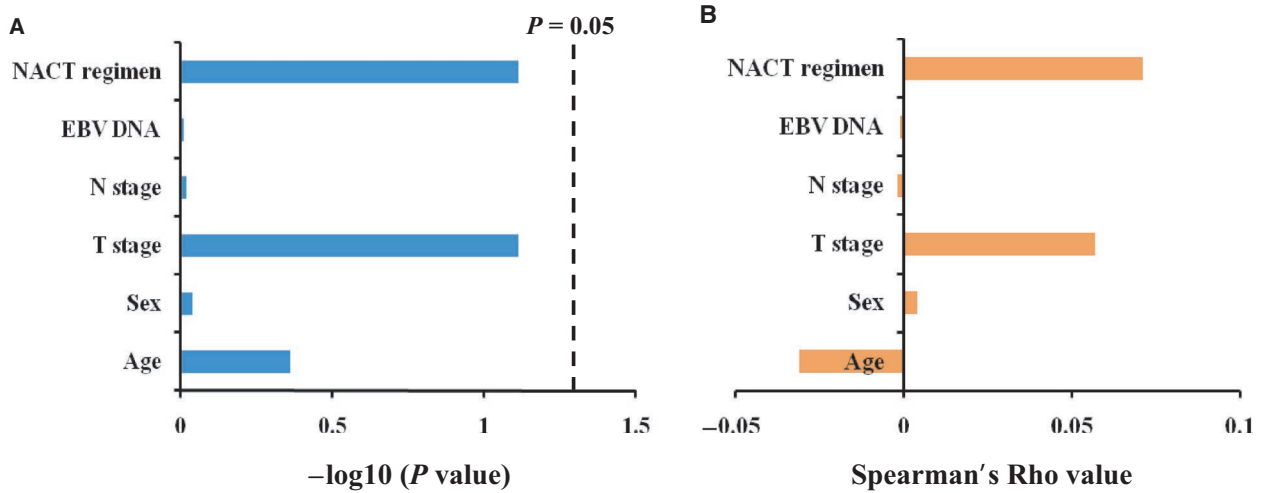 A
P = 0.05
NACT regimen
EBV DNA
N stage
T stage
Sex
Age
0
0.5
1
1.5
−log10 (P value)
B
NACT regimen
EBV DNA
N stage
T stage
Sex
Age
−0.05
0
0.05
0.1
Spearman's Rho value